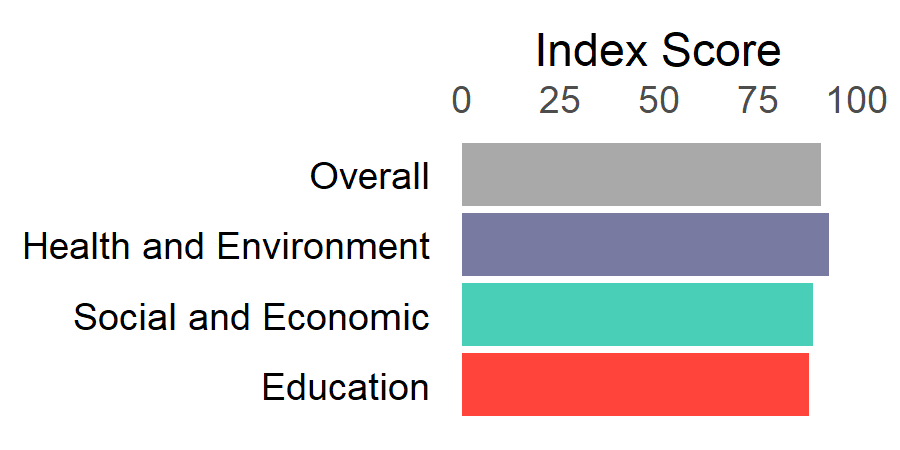 Index Score
0 25 50 75 100
Overall
Health and Environment
Social and Economic
Education